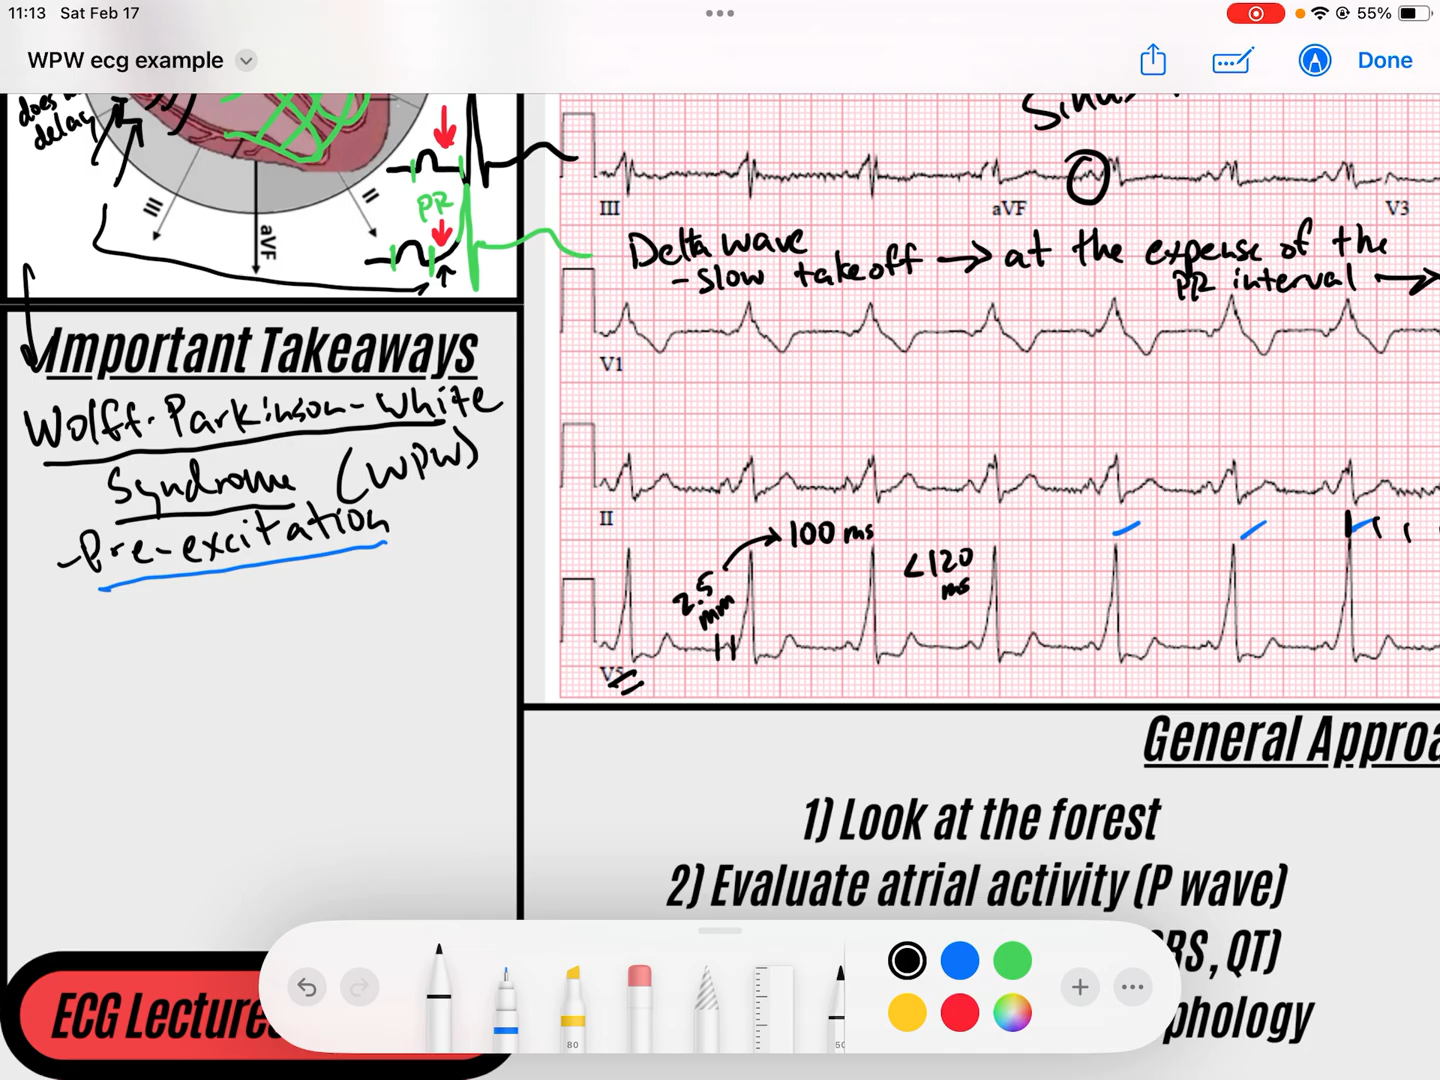 11:13 Sat Feb 17
55%
WPW ecg example
Done
does
delay
III
aVF
II
PR
Sinus
III
aVF
V3
Delta wave
-slow takeoff → at the expense of the
PR interval →
V1
II
V5
2.5
mm
→ 100 ms
<120
ms
Important Takeaways
Wolff-Parkinson-White
Syndrome (WPW)
-Pre-excitation
General Approa
1) Look at the forest
2) Evaluate atrial activity (P wave)
RS, QT)
phology
ECG Lecture
80
50